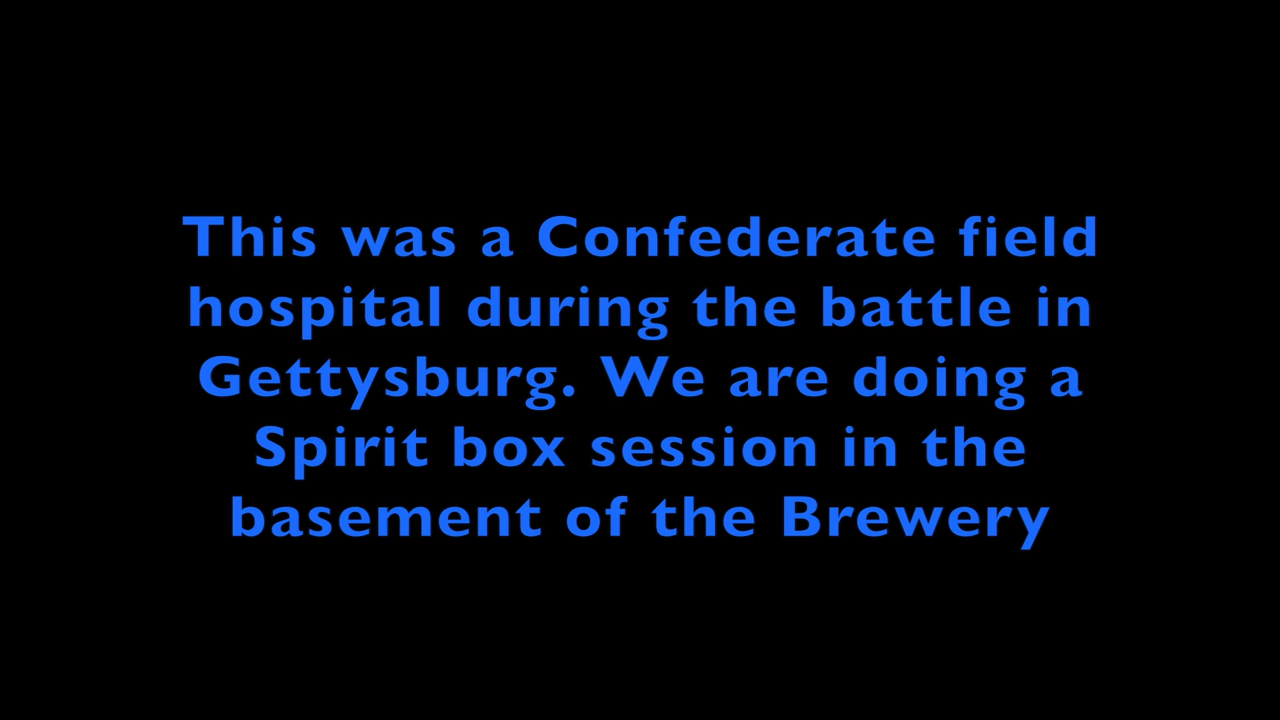 This was a Confederate field
hospital during the battle in
Gettysburg. We are doing a
Spirit box session in the
basement of the Brewery